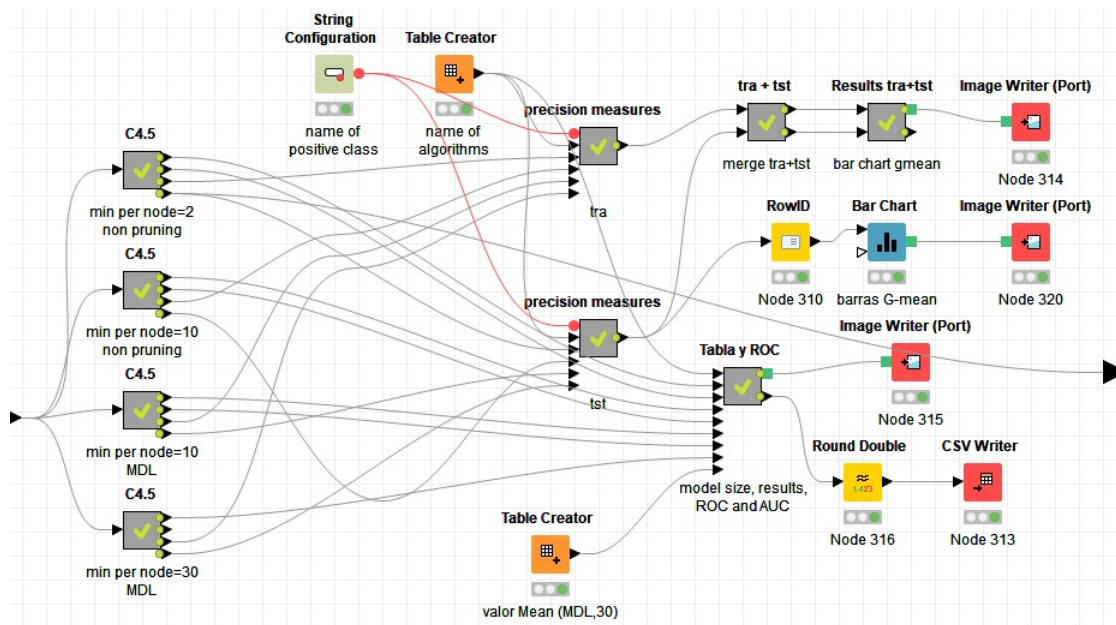 String
Configuration
name of
positive class
Table Creator
name of
algorithms
C4.5
min per node=2
non pruning
C4.5
min per node=10
non pruning
C4.5
min per node=10
MDL
C4.5
min per node=30
MDL
precision measures
tra
precision measures
tst
tra + tst
merge tra+tst
Results tra+tst
bar chart gmean
Image Writer (Port)
Node 314
RowID
Node 310
Bar Chart
barras G-mean
Image Writer (Port)
Node 320
Image Writer (Port)
Node 315
Tabla y ROC
model size, results,
ROC and AUC
Round Double
1.423
Node 316
CSV Writer
Node 313
Table Creator
valor Mean (MDL,30)